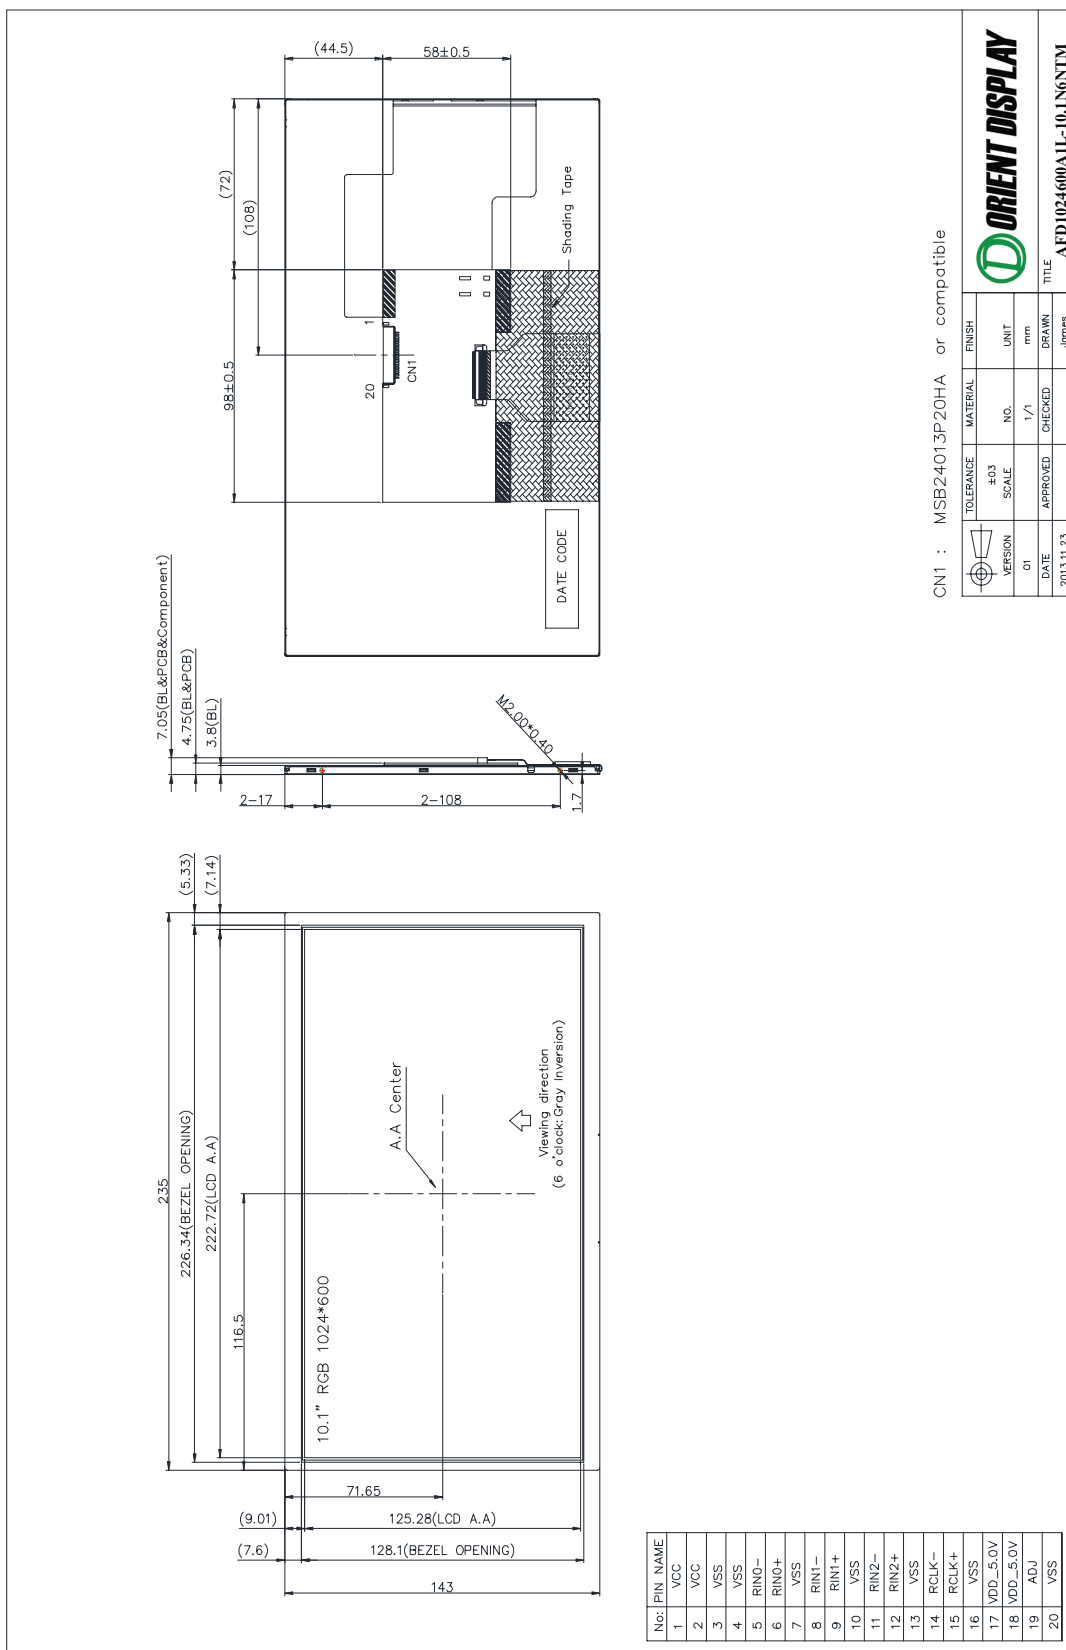 10.1" RGB 1024*600
A.A Center
Viewing direction
(6 o'clock:Gray Inversion)
235
226.34(BEZEL OPENING)
222.72(LCD A.A)
116.5
(5.33)
(7.14)
71.65
(9.01)
125.28(LCD A.A)
(7.6)
128.1(BEZEL OPENING)
143
7.05(BL&PCB&Component)
4.75(BL&PCB)
3.8(BL)
2-17
2-108
M2.00*0.40
1.7
(44.5)
58±0.5
(72)
(108)
98±0.5
20
1
CN1
Shading Tape
DATE CODE
No: PIN NAME
1 VCC
2 VCC
3 VSS
4 VSS
5 RIN0-
6 RIN0+
7 VSS
8 RIN1-
9 RIN1+
10 VSS
11 RIN2-
12 RIN2+
13 VSS
14 RCLK-
15 RCLK+
16 VSS
17 VDD_5.0V
18 VDD_5.0V
19 ADJ
20 VSS
CN1 : MSB24013P20HA or compatible
TOLERANCE MATERIAL FINISH
±03
VERSION SCALE NO. UNIT
01 1/1 mm
DATE APPROVED CHECKED DRAWN
2013.11.23 James
D ORIENT DISPLAY
TITLE
AFD1024600A1L-10.1N6NTM